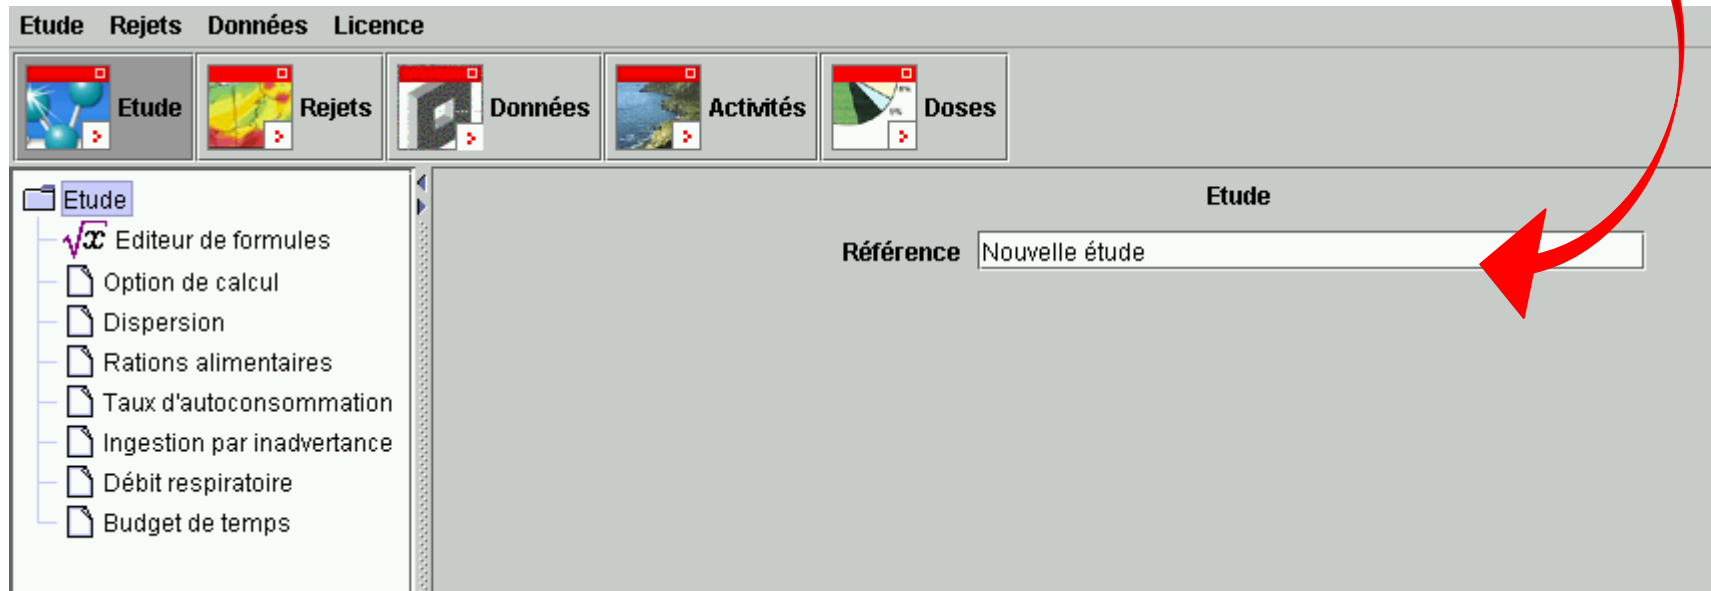 Etude Rejets Données Licence
Etude Rejets Données Activités Doses
Etude
Editeur de formules
Option de calcul
Dispersion
Rations alimentaires
Taux d'autoconsommation
Ingestion par inadvertance
Débit respiratoire
Budget de temps
Etude
Référence Nouvelle étude